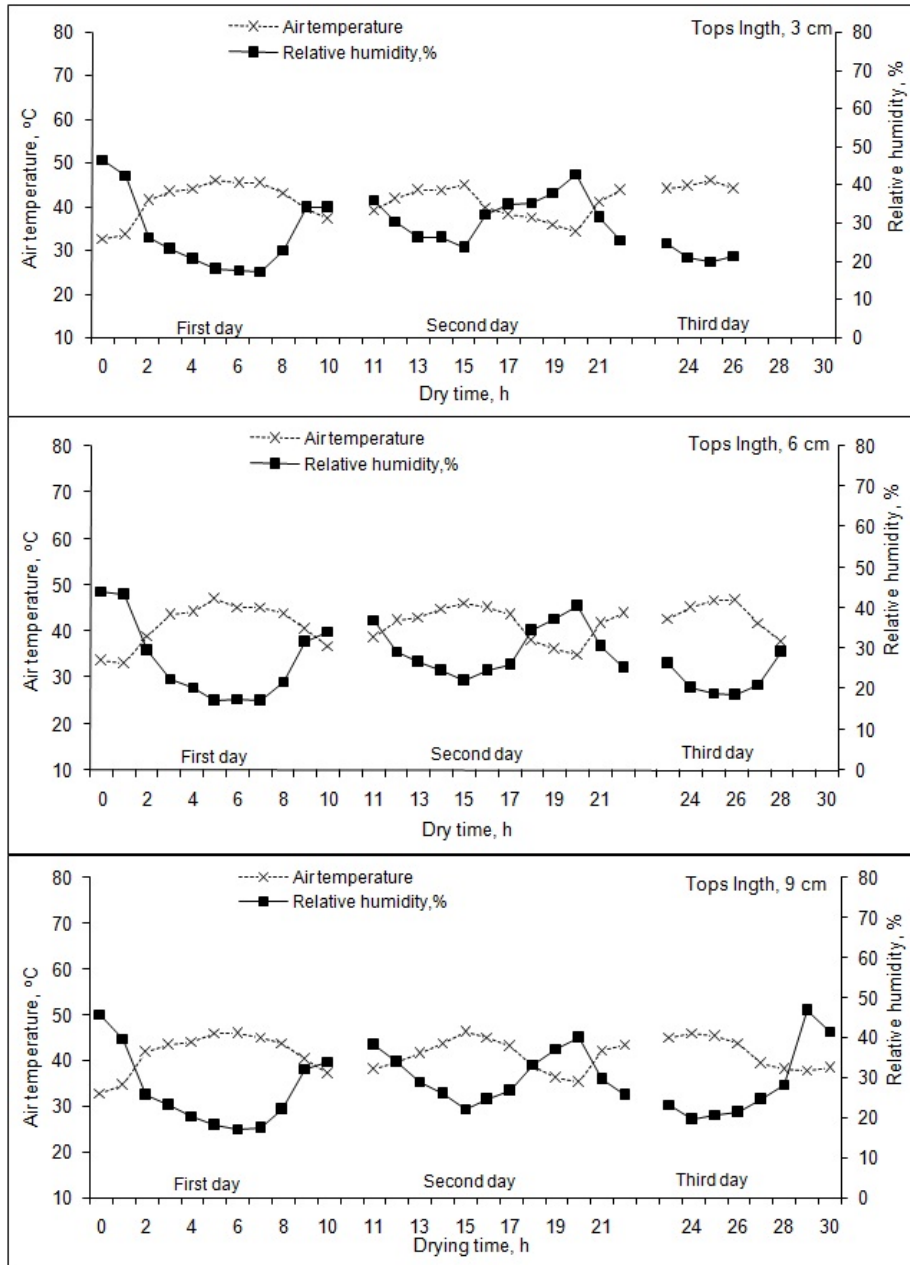 Air temperature
Relative humidity,%
Tops lngth, 3 cm
80 80
70 70
60 60
50 50
40 40
30 30
20 20
10
10 0
Air temperature, ºC
Relative humidity, %
First day Second day Third day
0 2 4 6 8 10 11 13 15 17 19 21 24 26 28 30
Dry time, h
Air temperature
Relative humidity,%
Tops lngth, 6 cm
80 80
70 70
60 60
50 50
40 40
30 30
20 20
10
10 0
Air temperature, ºC
Relative humidity, %
First day Second day Third day
0 2 4 6 8 10 11 13 15 17 19 21 24 26 28 30
Dry time, h
Air temperature
Relative humidity,%
Tops lngth, 9 cm
80 80
70 70
60 60
50 50
40 40
30 30
20 20
10
10 0
Air temperature, ºC
Relative humidity, %
First day Second day Third day
0 2 4 6 8 10 11 13 15 17 19 21 24 26 28 30
Drying time, h